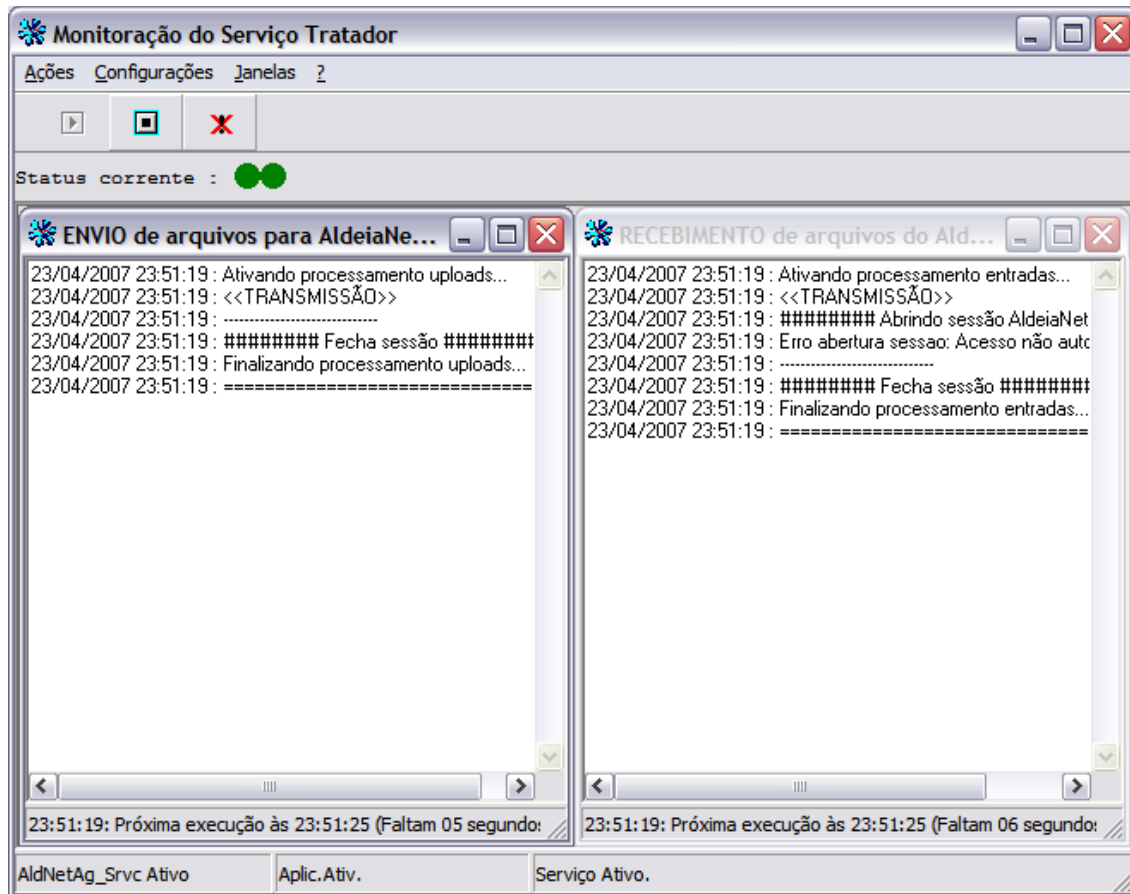 Monitoração do Serviço Tratador
Ações Configurações Janelas ?
Status corrente :
ENVIO de arquivos para AldeiaNe...
23/04/2007 23:51:19 : Ativando processamento uploads...
23/04/2007 23:51:19 : <<TRANSMISSÃO>>
23/04/2007 23:51:19 : ------------------------------
23/04/2007 23:51:19 : ######## Fecha sessão ########
23/04/2007 23:51:19 : Finalizando processamento uploads...
23/04/2007 23:51:19 : ==============================
23:51:19: Próxima execução às 23:51:25 (Faltam 05 segundo
RECEBIMENTO de arquivos do Ald...
23/04/2007 23:51:19 : Ativando processamento entradas...
23/04/2007 23:51:19 : <<TRANSMISSÃO>>
23/04/2007 23:51:19 : ######## Abrindo sessão AldeiaNet
23/04/2007 23:51:19 : Erro abertura sessao: Acesso não auto
23/04/2007 23:51:19 : ------------------------------
23/04/2007 23:51:19 : ######## Fecha sessão ########
23/04/2007 23:51:19 : Finalizando processamento entradas...
23/04/2007 23:51:19 : ==============================
23:51:19: Próxima execução às 23:51:25 (Faltam 06 segundo
AldNetAg_Srvc Ativo
Aplic.Ativ.
Serviço Ativo.